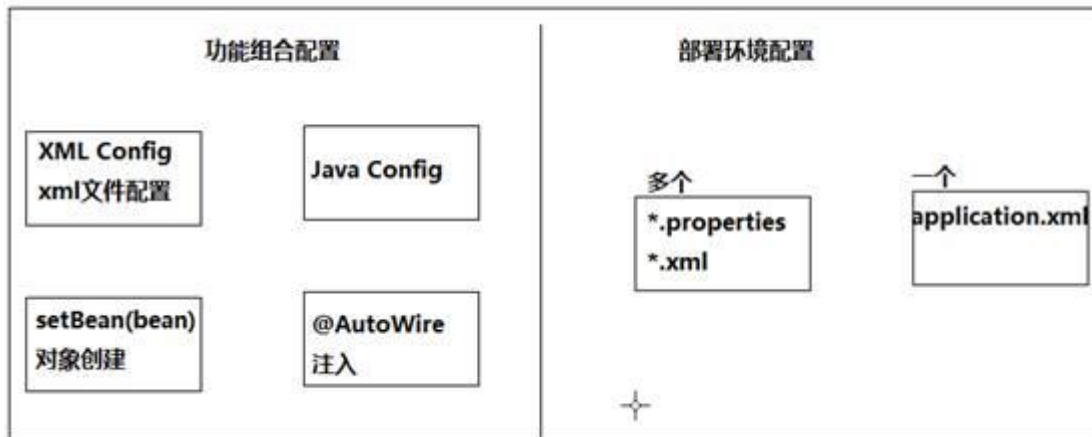 功能组合配置
部署环境配置
XML Config
xml文件配置
Java Config
setBean(bean)
对象创建
@AutoWire
注入
多个
*.properties
*.xml
一个
application.xml